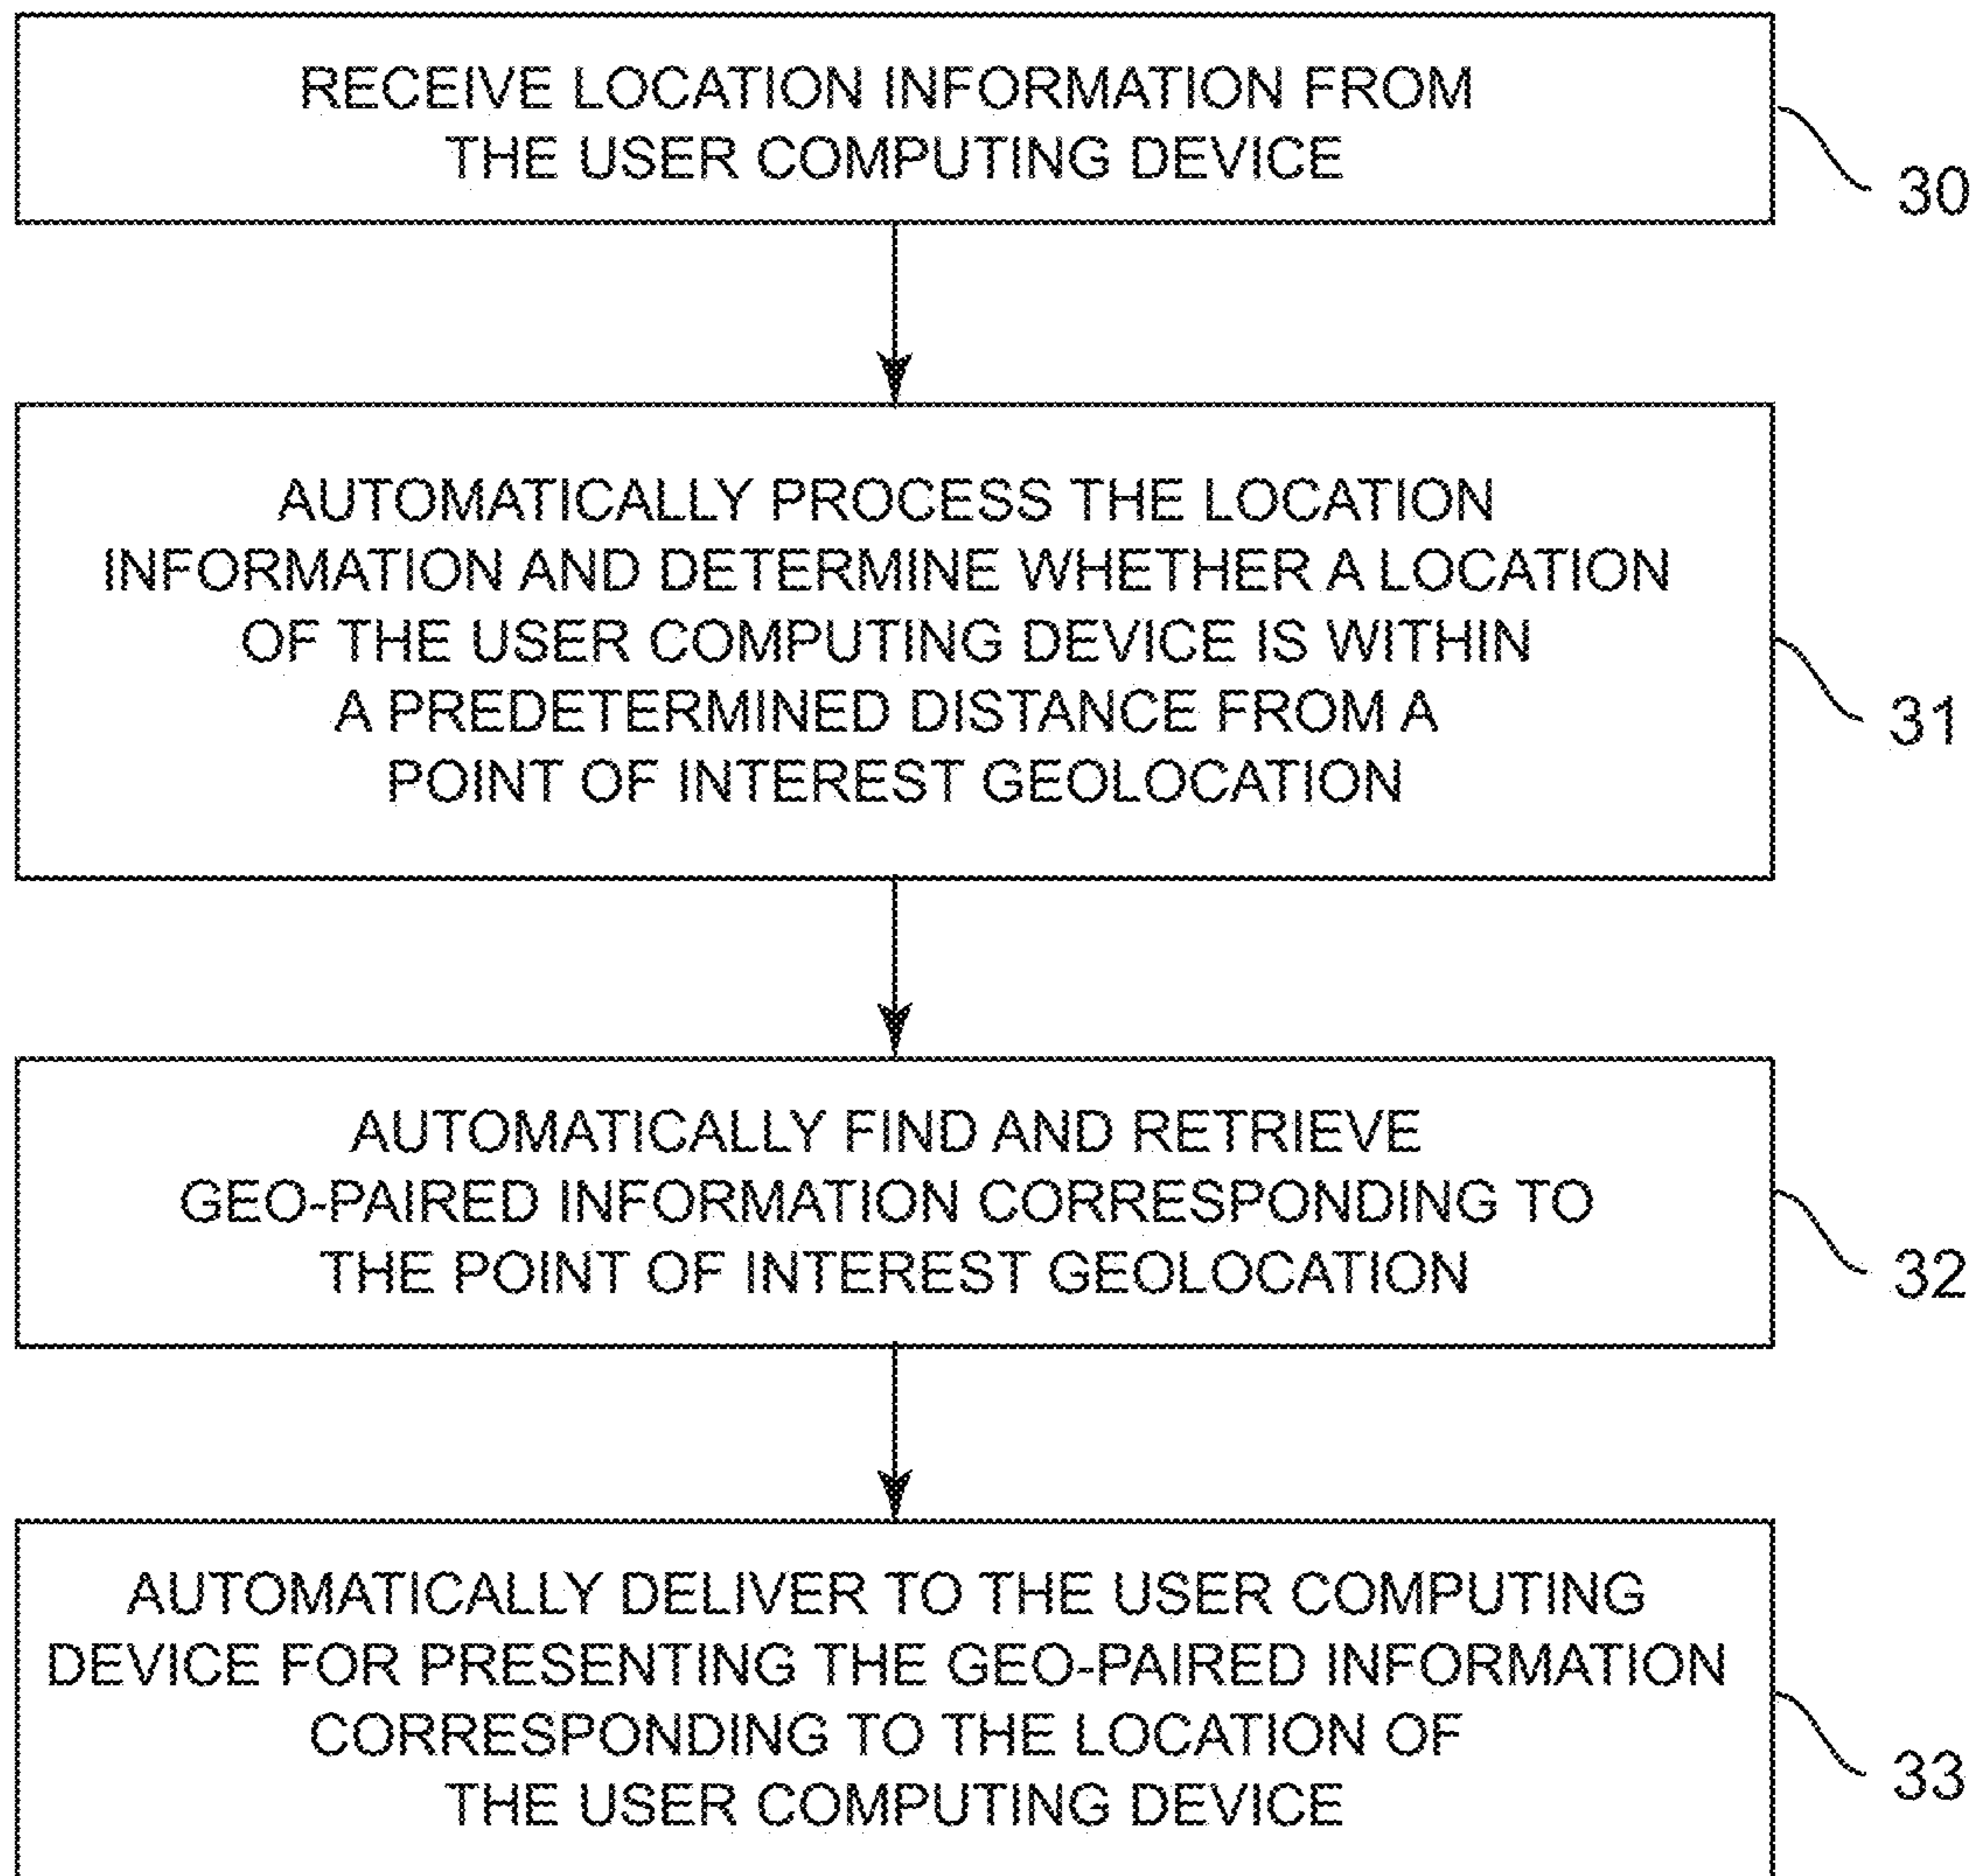 RECEIVE LOCATION INFORMATION FROM
THE USER COMPUTING DEVICE
30
AUTOMATICALLY PROCESS THE LOCATION
INFORMATION AND DETERMINE WHETHER A LOCATION
OF THE USER COMPUTING DEVICE IS WITHIN
A PREDETERMINED DISTANCE FROM A
POINT OF INTEREST GEOLOCATION
31
AUTOMATICALLY FIND AND RETRIEVE
GEO-PAIRED INFORMATION CORRESPONDING TO
THE POINT OF INTEREST GEOLOCATION
32
AUTOMATICALLY DELIVER TO THE USER COMPUTING
DEVICE FOR PRESENTING THE GEO-PAIRED INFORMATION
CORRESPONDING TO THE LOCATION OF
THE USER COMPUTING DEVICE
33